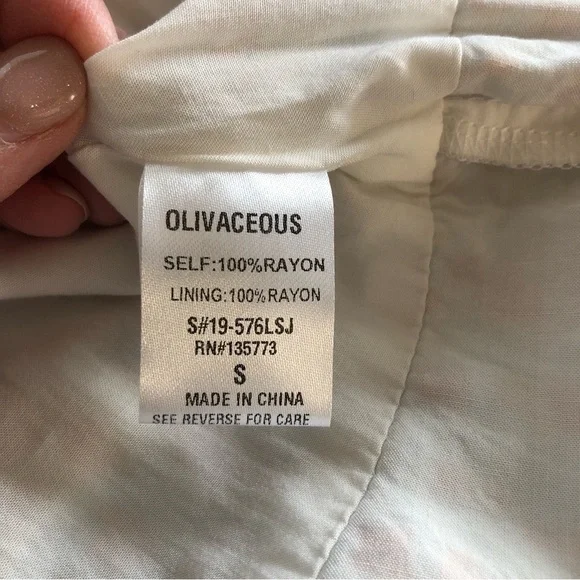 OLIVACEOUS
SELF:100%RAYON
LINING:100%RAYON
S#19-576LSJ
RN#135773
S
MADE IN CHINA
SEE REVERSE FOR CARE